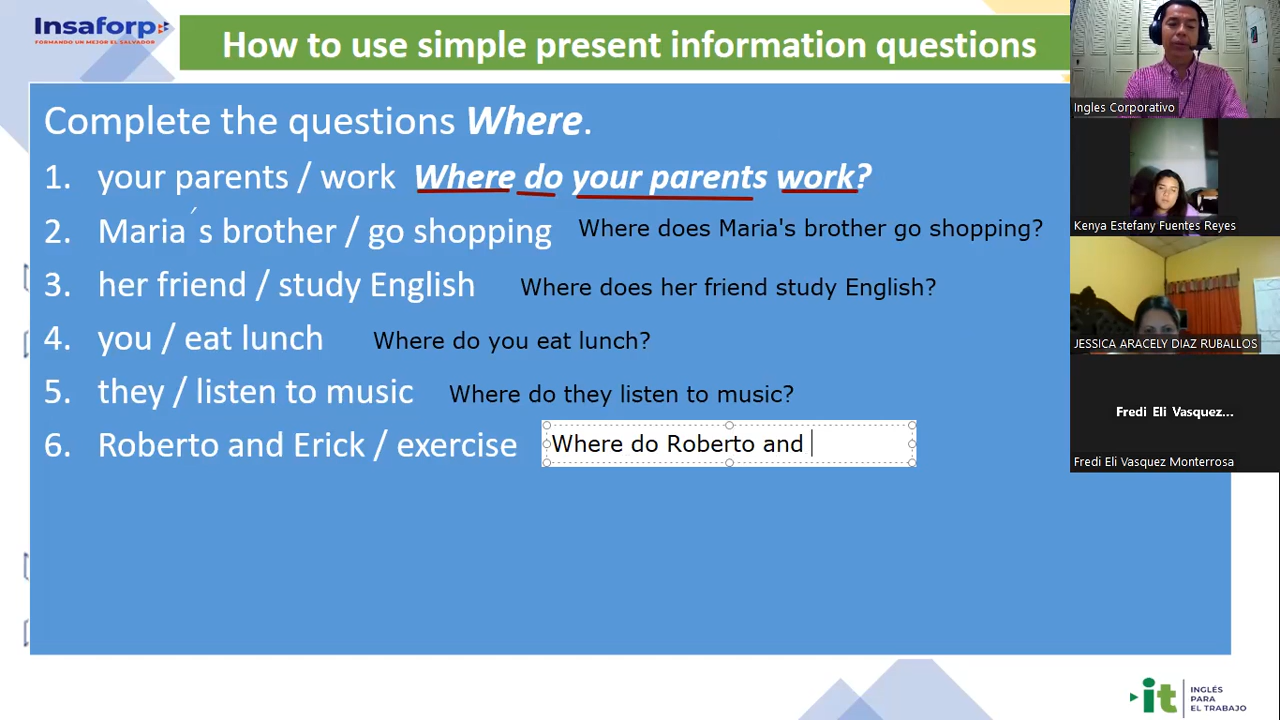 Insaforp
FORMANDO UN MEJOR EL SALVADOR
How to use simple present information questions
Complete the questions Where.
1. your parents / work Where do your parents work?
2. Maria´s brother / go shopping Where does Maria's brother go shopping?
3. her friend / study English Where does her friend study English?
4. you / eat lunch Where do you eat lunch?
5. they / listen to music Where do they listen to music?
6. Roberto and Erick / exercise Where do Roberto and
Ingles Corporativo
Kenya Estefany Fuentes Reyes
JESSICA ARACELY DIAZ RUBALLOS
Fredi Eli Vasquez...
Fredi Eli Vasquez Monterrosa
it
INGLÉS
PARA
EL TRABAJO